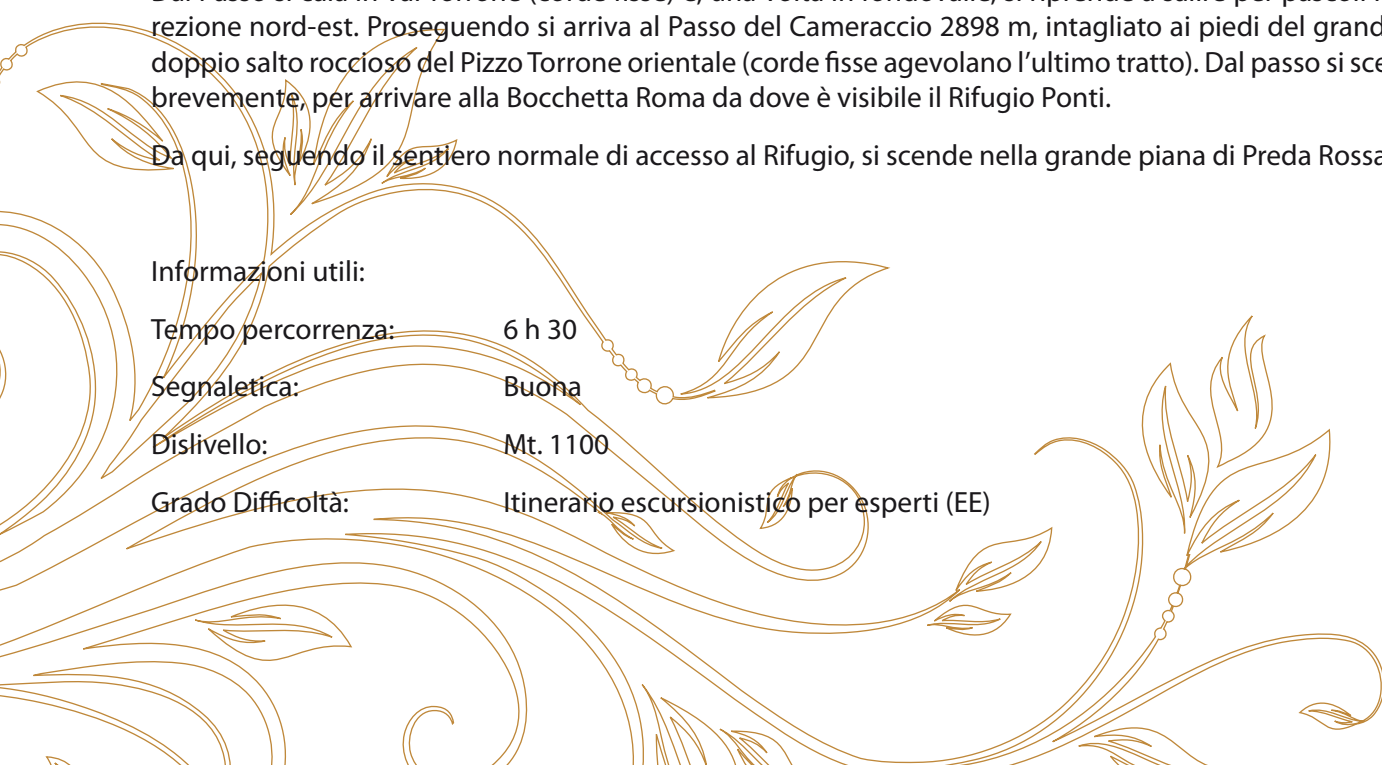 rezione nord-est. Proseguendo si arriva al Passo del Cameraccio 2898 m, intagliato ai piedi del grand
doppio salto roccioso del Pizzo Torrone orientale (corde fisse agevolano l'ultimo tratto). Dal passo si sce
brevemente, per arrivare alla Bocchetta Roma da dove è visibile il Rifugio Ponti.
Da qui, seguendo il sentiero normale di accesso al Rifugio, si scende nella grande piana di Preda Rossa
Informazioni utili:
Tempo percorrenza: 6 h 30
Segnaletica: Buona
Dislivello: Mt. 1100
Grado Difficoltà: Itinerario escursionistico per esperti (EE)